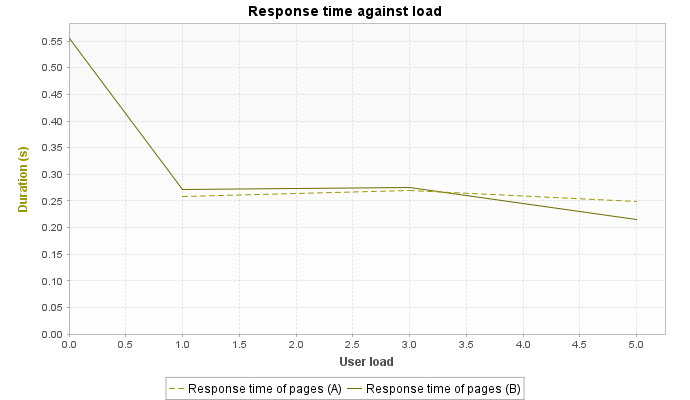 Response time against load
Duration (s)
0.55
0.50
0.45
0.40
0.35
0.30
0.25
0.20
0.15
0.10
0.05
0.00
0.0 0.5 1.0 1.5 2.0 2.5 3.0 3.5 4.0 4.5 5.0
User load
Response time of pages (A) Response time of pages (B)